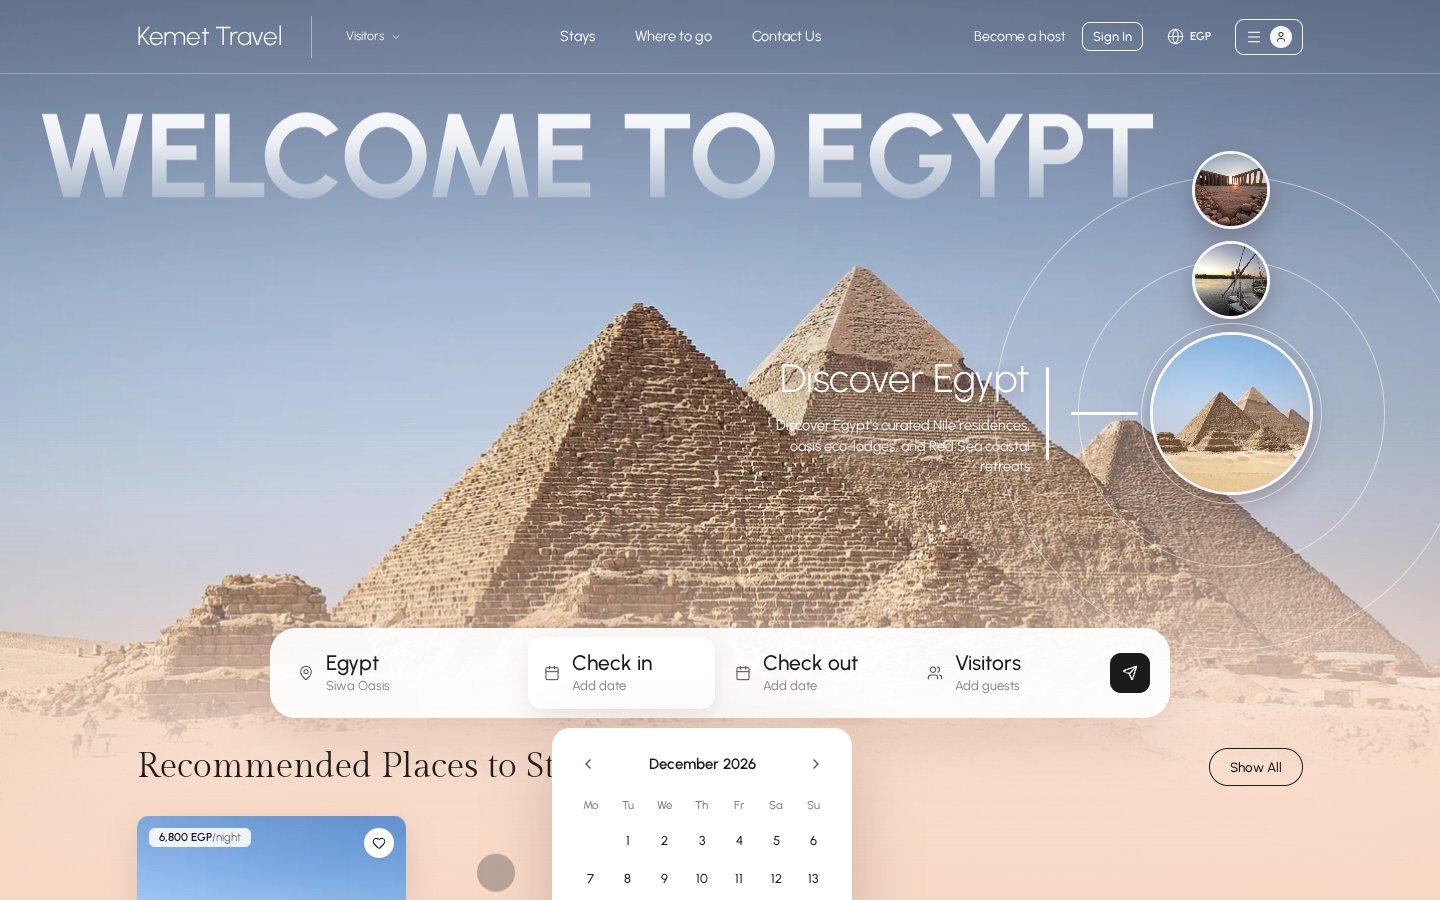 Kemet Travel
Visitors
Stays
Where to go
Contact Us
Become a host
Sign In
EGP
WELCOME TO EGYPT
Discover Egypt
Discover Egypt's curated Nile residences,
oasis eco-lodges, and Red Sea coastal
retreats
Egypt
Siwa Oasis
Check in
Add date
Check out
Add date
Visitors
Add guests
Recommended Places to St
Show All
December 2026
Mo Tu We Th Fr Sa Su
1 2 3 4 5 6
7 8 9 10 11 12 13
6,800 EGP/night